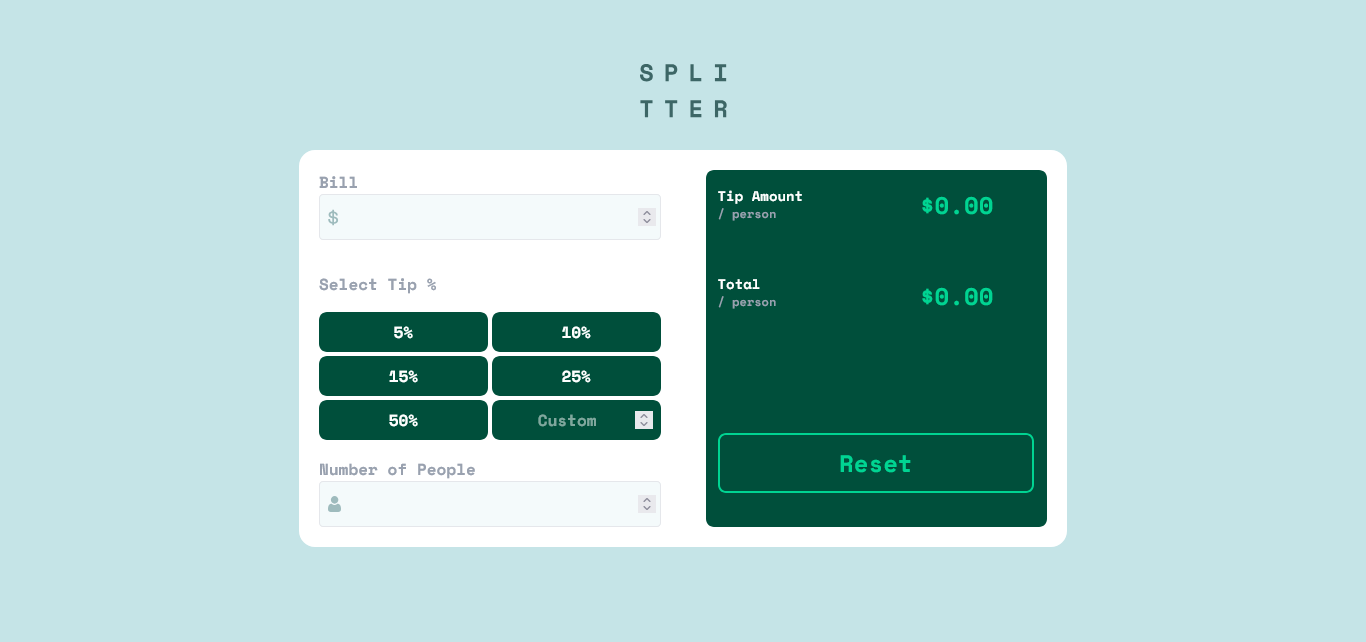 SPLI
TTER
Bill
$
Select Tip %
5% 10%
15% 25%
50% Custom
Number of People
Tip Amount
/ person
$0.00
Total
/ person
$0.00
Reset